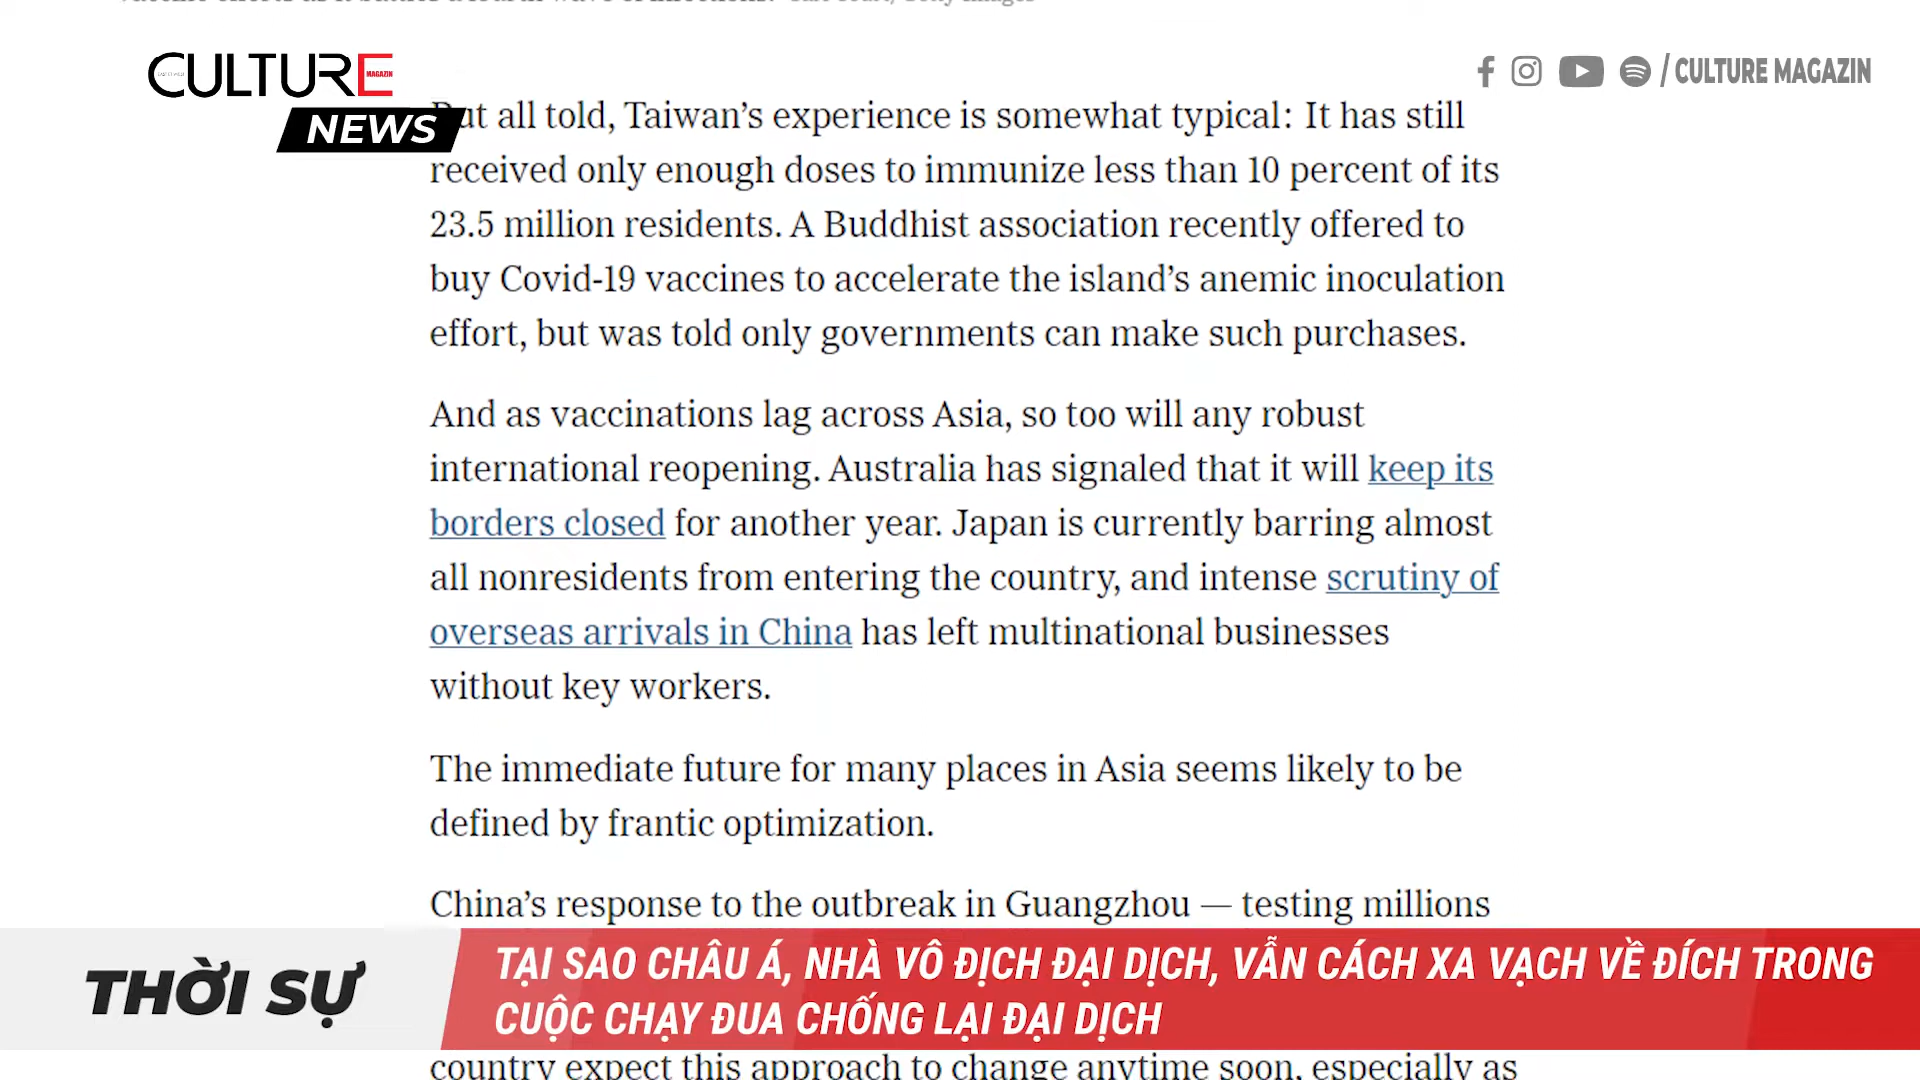 CULTURE
MAGAZIN
NEWS
/ CULTURE MAGAZIN
But all told, Taiwan's experience is somewhat typical: It has still
received only enough doses to immunize less than 10 percent of its
23.5 million residents. A Buddhist association recently offered to
buy Covid-19 vaccines to accelerate the island's anemic inoculation
effort, but was told only governments can make such purchases.
And as vaccinations lag across Asia, so too will any robust
international reopening. Australia has signaled that it will keep its
borders closed for another year. Japan is currently barring almost
all nonresidents from entering the country, and intense scrutiny of
overseas arrivals in China has left multinational businesses
without key workers.
The immediate future for many places in Asia seems likely to be
defined by frantic optimization.
China's response to the outbreak in Guangzhou — testing millions
THỜI SỰ
TẠI SAO CHÂU Á, NHÀ VÔ ĐỊCH ĐẠI DỊCH, VẪN CÁCH XA VẠCH VỀ ĐÍCH TRONG
CUỘC CHẠY ĐUA CHỐNG LẠI ĐẠI DỊCH
country expect this approach to change anytime soon, especially as